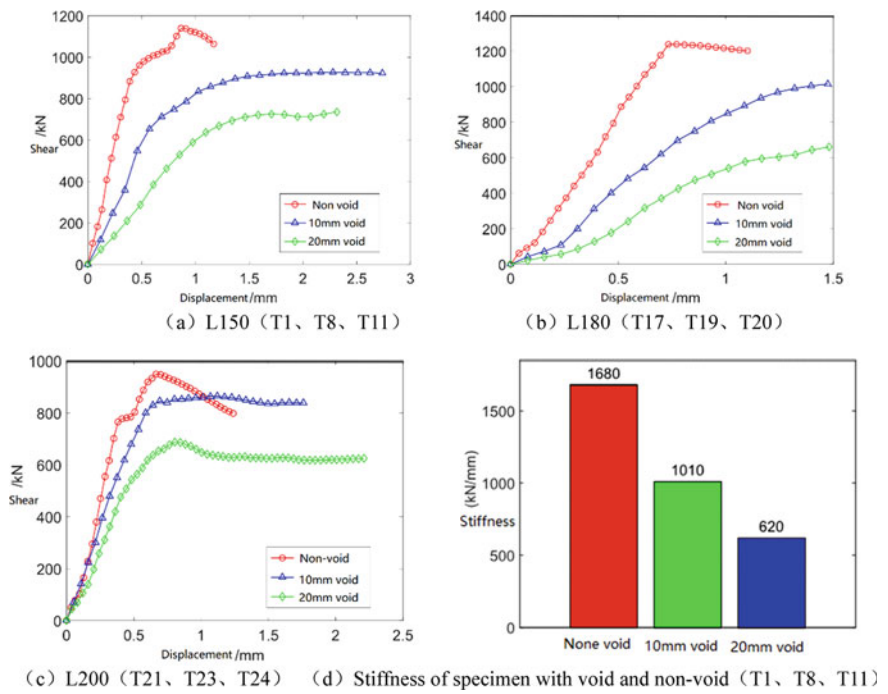 1200
1000
800
600
400
200
0
/kN
Shear
Non void
10mm void
20mm void
0 0.5 1 1.5 2 2.5 3
Displacement /mm
(a) L150 (T1、T8、T11)
1400
1200
1000
800
600
400
200
0
/kN
Shear
Non void
10mm void
20mm void
0 0.5 1 1.5
Displacement /mm
(b) L180 (T17、T19、T20)
1000
800
600
400
200
0
/kN
Shear
Non-void
10mm void
20mm void
0 0.5 1 1.5 2 2.5
Displacement /mm
(c) L200 (T21、T23、T24)
1500
1000
500
0
(kN/mm)
Stiffness
1680
1010
620
None void 10mm void 20mm void
(d) Stiffness of specimen with void and non-void (T1、T8、T11)